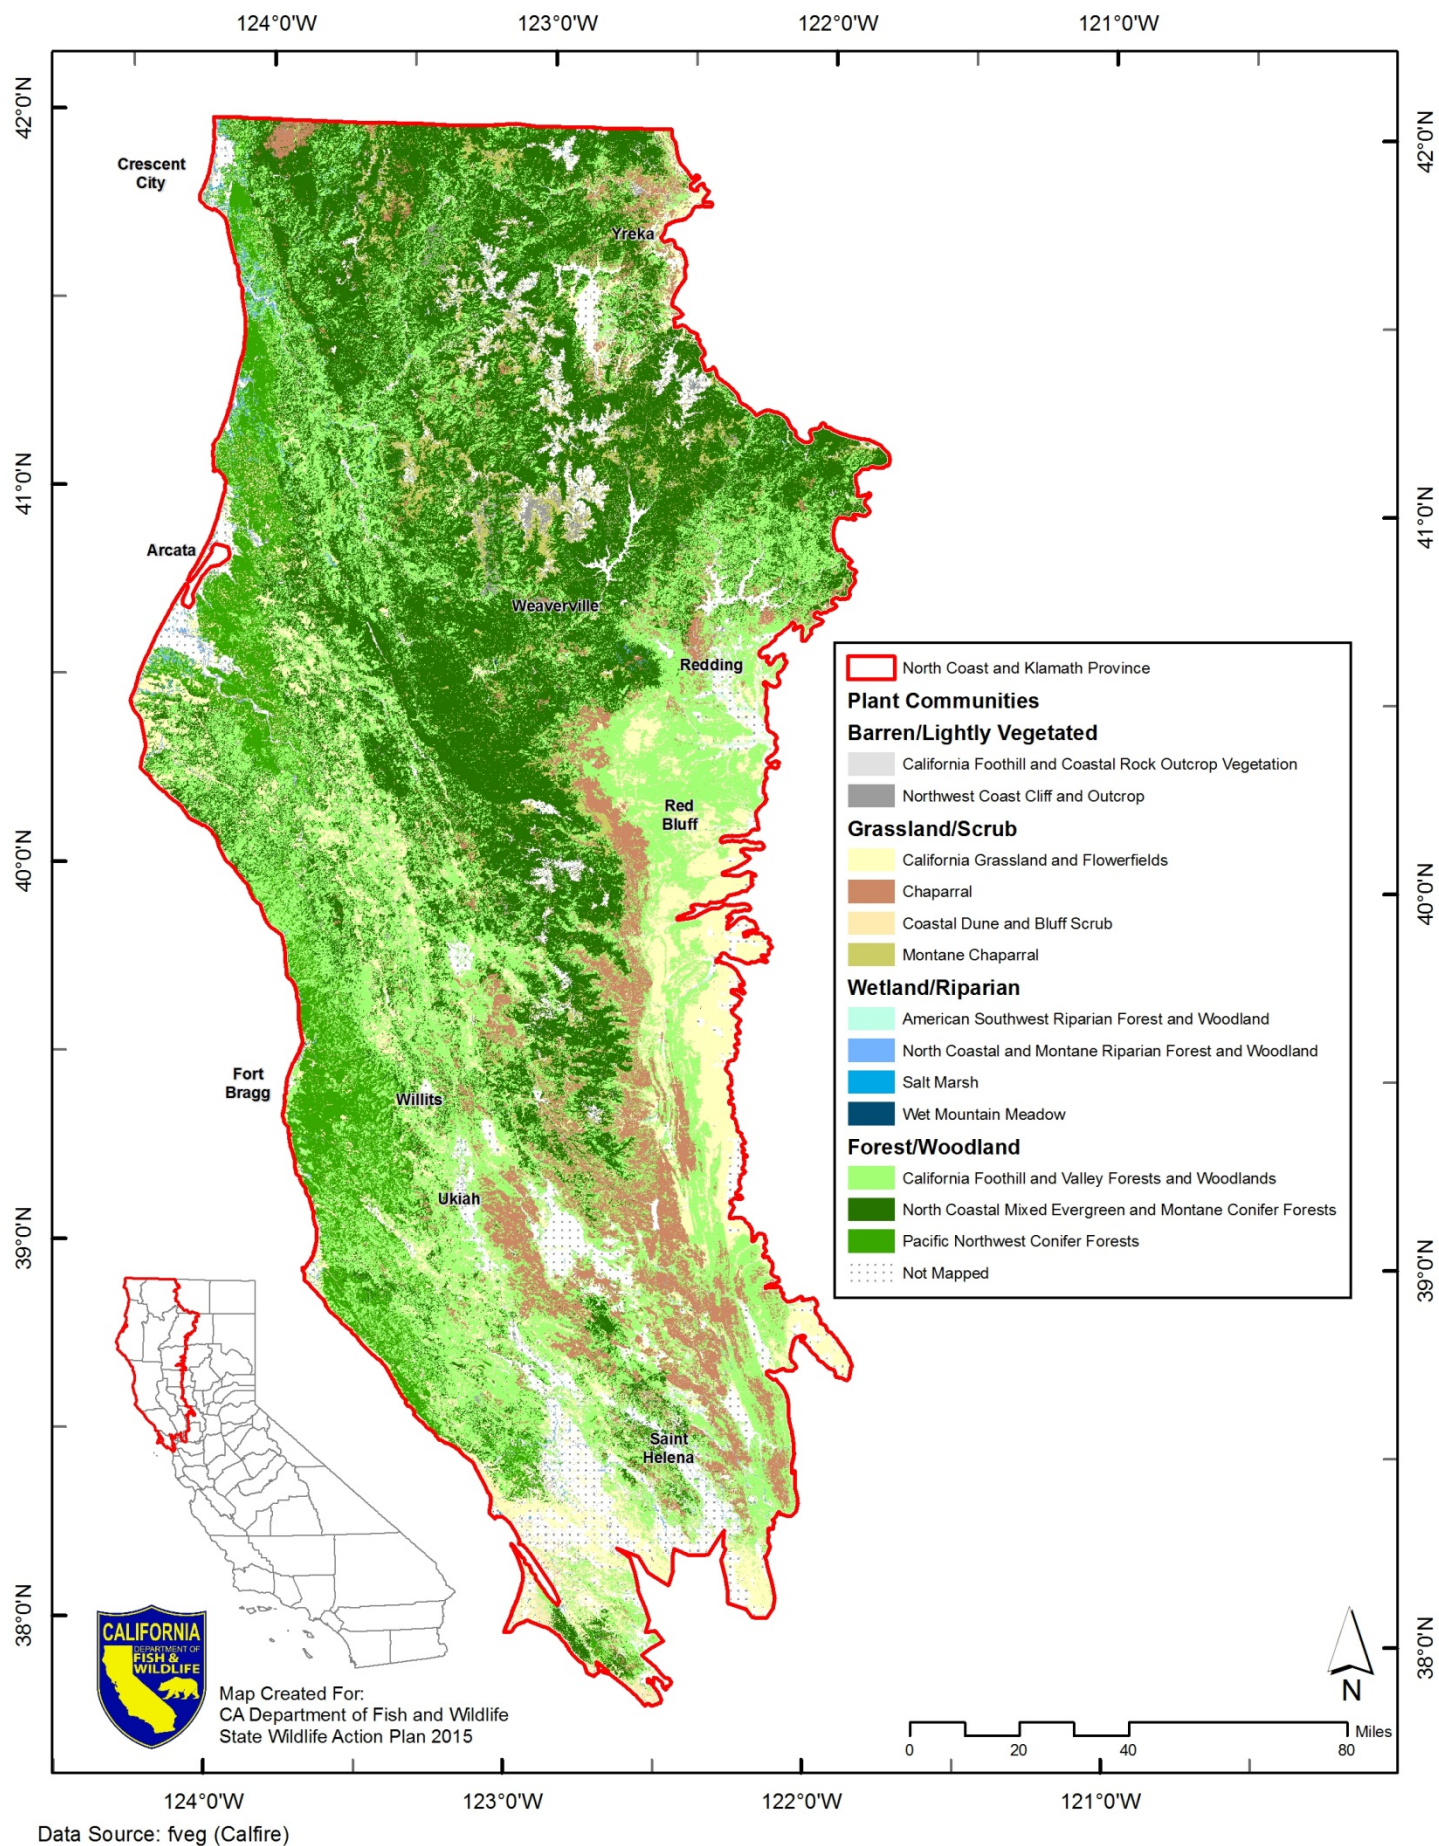 124°0'W 123°0'W 122°0'W 121°0'W
42°0'N
42°0'N
Crescent
City
Yreka
41°0'N
41°0'N
Arcata
Weaverville
Redding
Red
Bluff
40°0'N
40°0'N
Fort
Bragg
Willits
Ukiah
39°0'N
39°0'N
Saint
Helena
38°0'N
38°0'N
North Coast and Klamath Province
Plant Communities
Barren/Lightly Vegetated
California Foothill and Coastal Rock Outcrop Vegetation
Northwest Coast Cliff and Outcrop
Grassland/Scrub
California Grassland and Flowerfields
Chaparral
Coastal Dune and Bluff Scrub
Montane Chaparral
Wetland/Riparian
American Southwest Riparian Forest and Woodland
North Coastal and Montane Riparian Forest and Woodland
Salt Marsh
Wet Mountain Meadow
Forest/Woodland
California Foothill and Valley Forests and Woodlands
North Coastal Mixed Evergreen and Montane Conifer Forests
Pacific Northwest Conifer Forests
Not Mapped
CALIFORNIA
DEPARTMENT OF
FISH &
WILDLIFE
Map Created For:
CA Department of Fish and Wildlife
State Wildlife Action Plan 2015
N
Miles
0 20 40 80
124°0'W 123°0'W 122°0'W 121°0'W
Data Source: fveg (Calfire)